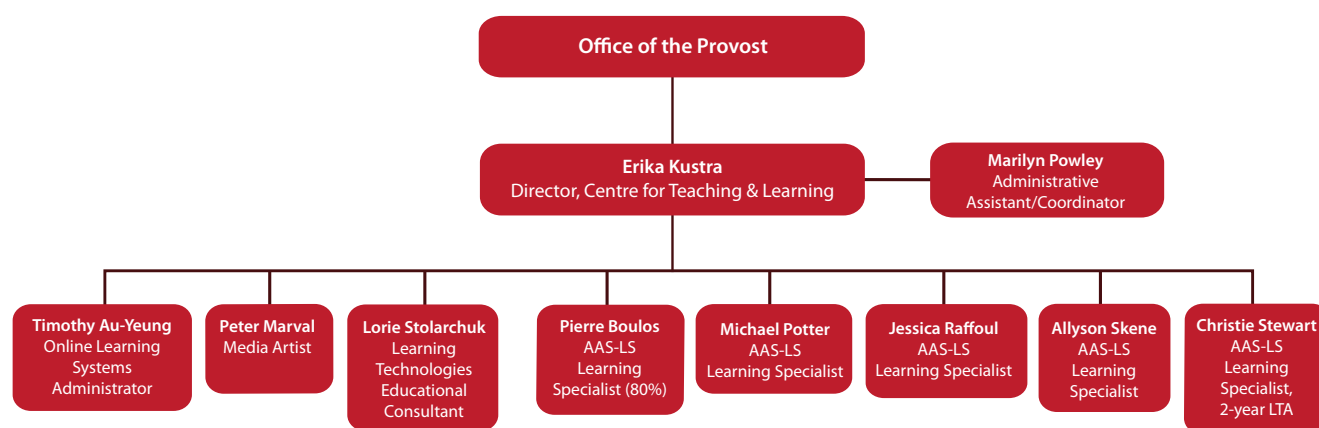 Office of the Provost
Erika Kustra
Director, Centre for Teaching & Learning
Marilyn Powley
Administrative
Assistant/Coordinator
Timothy Au-Yeung
Online Learning
Systems
Administrator
Peter Marval
Media Artist
Lorie Stolarchuk
Learning
Technologies
Educational
Consultant
Pierre Boulos
AAS-LS
Learning
Specialist (80%)
Michael Potter
AAS-LS
Learning Specialist
Jessica Raffoul
AAS-LS
Learning Specialist
Allyson Skene
AAS-LS
Learning
Specialist
Christie Stewart
AAS-LS
Learning
Specialist,
2-year LTA